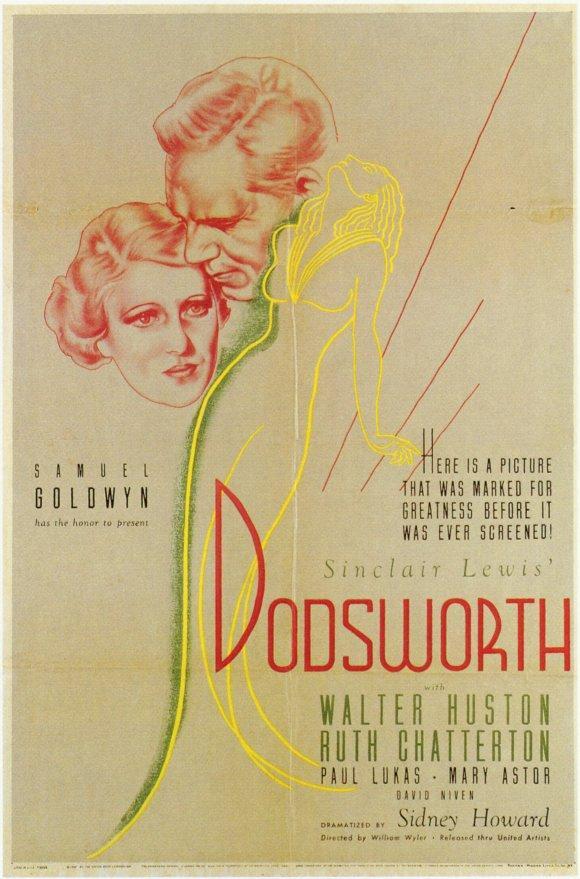 SAMUEL
GOLDWYN
has the honor to present
HERE IS A PICTURE
THAT WAS MARKED FOR
GREATNESS BEFORE IT
WAS EVER SCREENED!
Sinclair Lewis'
DODSWORTH
with
WALTER HUSTON
RUTH CHATTERTON
PAUL LUKAS · MARY ASTOR
DAVID NIVEN
DRAMATIZED BY Sidney Howard
Directed by William Wyler · Released thru United Artists